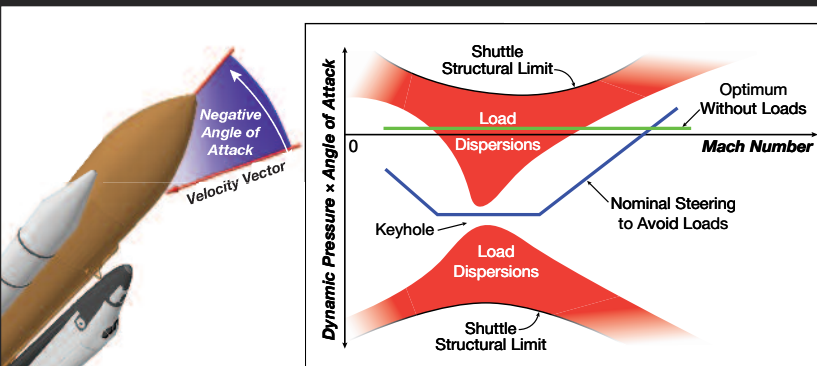 Negative
Angle of
Attack
Velocity Vector
Dynamic Pressure × Angle of Attack
Shuttle
Structural Limit
Optimum
Without Loads
Load
Dispersions
0
Mach Number
Nominal Steering
to Avoid Loads
Keyhole
Load
Dispersions
Shuttle
Structural Limit